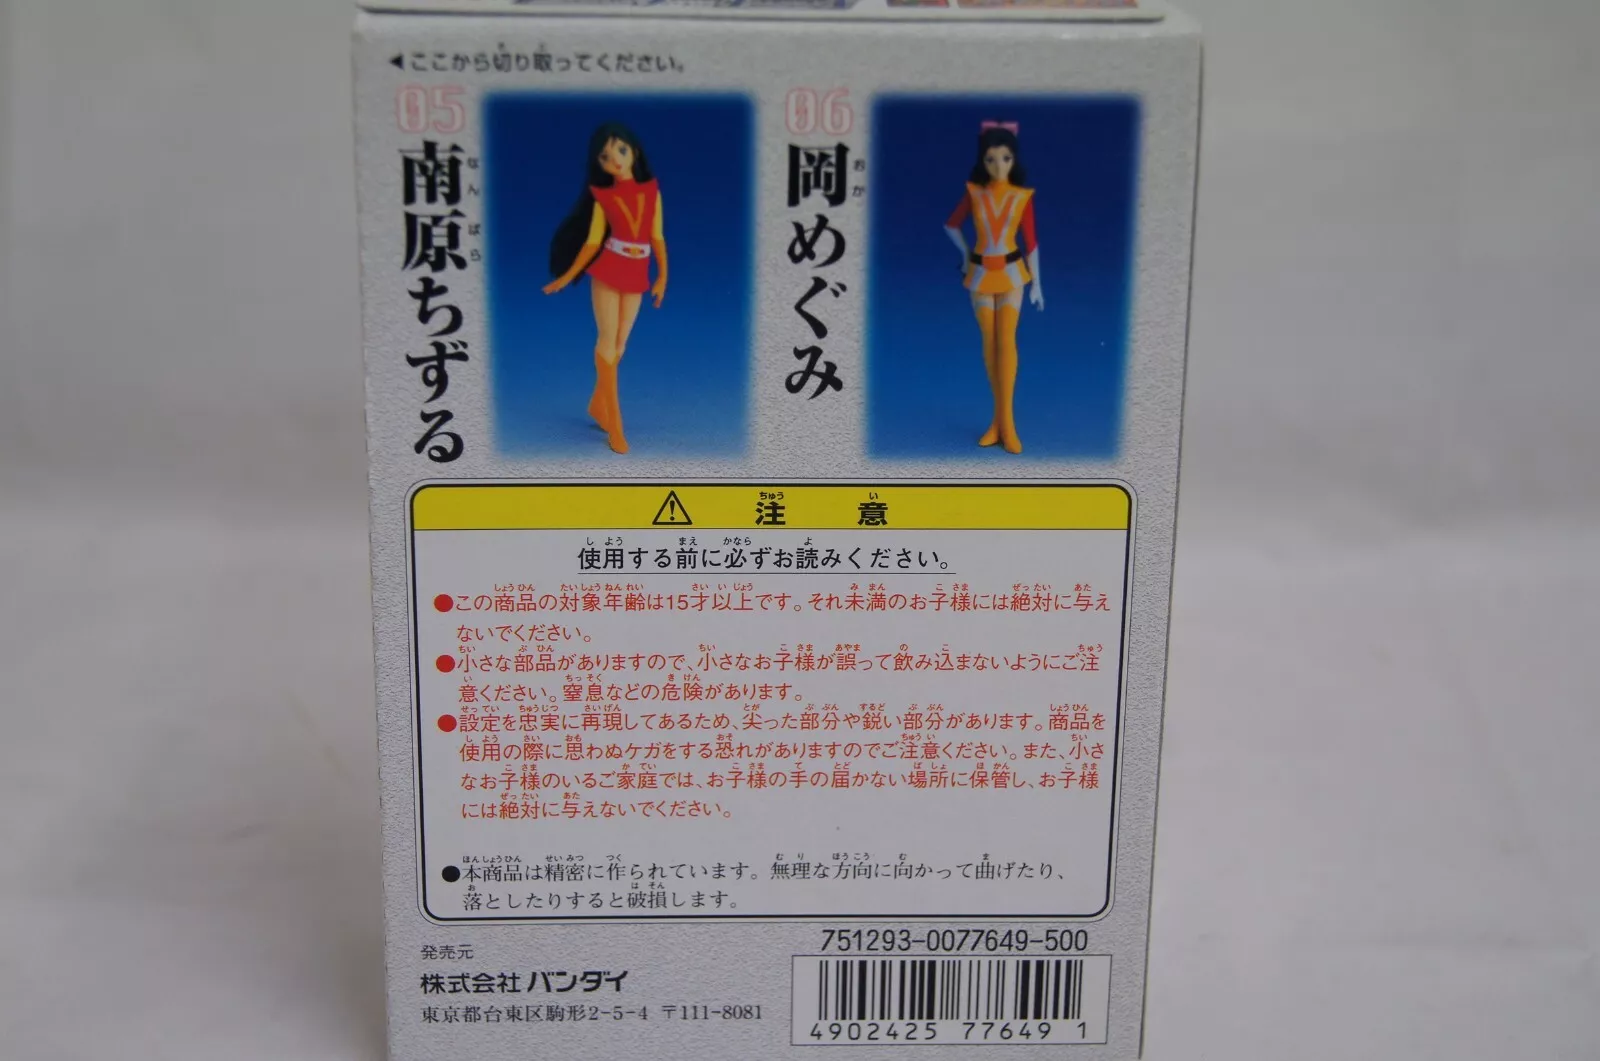 ◀ここから切り取ってください。
05
南原ちずる
なんばら
06
岡めぐみ
おか
注意
ちゅうい
使用する前に必ずお読みください。
●この商品の対象年齢は15才以上です。それ未満のお子様には絶対に与え
ないでください。
●小さな部品がありますので、小さなお子様が誤って飲み込まないようにご注
意ください。窒息などの危険があります。
●設定を忠実に再現してあるため、尖った部分や鋭い部分があります。商品を
使用の際に思わぬケガをする恐れがありますのでご注意ください。また、小さ
なお子様のいるご家庭では、お子様の手の届かない場所に保管し、お子様
には絶対に与えないでください。
●本商品は精密に作られています。無理な方向に向かって曲げたり、
落としたりすると破損します。
発売元
株式会社 バンダイ
東京都台東区駒形2-5-4 〒111-8081
751293-0077649-500
4902425 77649 1